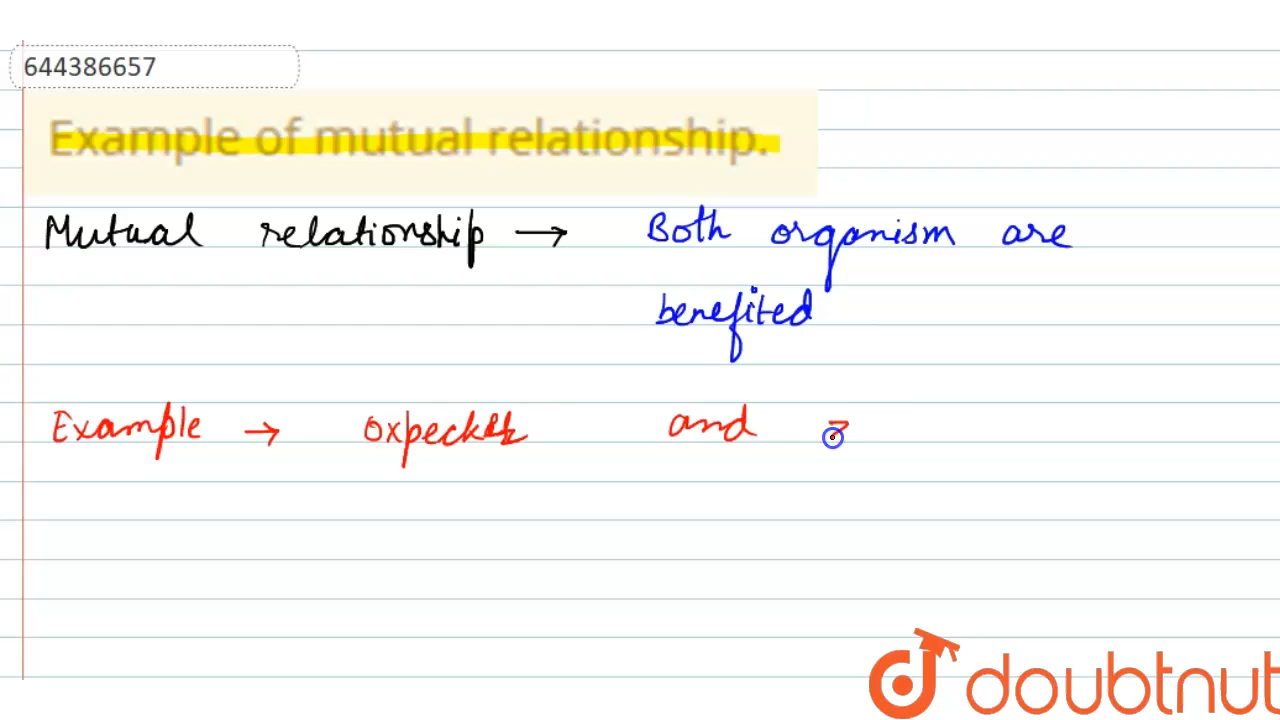 644386657
Example of mutual relationship.
Mutual relationship → Both organism are
benefited
Example → oxpecker and
doubtnut